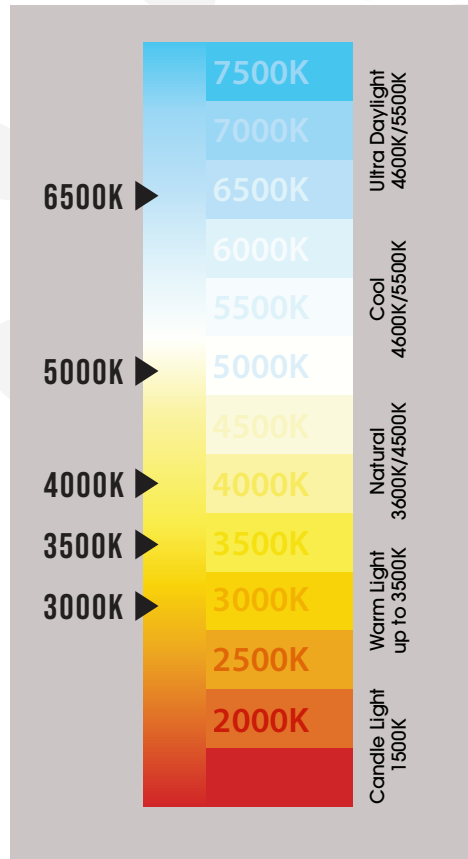 7500K
7000K
6500K
6000K
5500K
5000K
4500K
4000K
3500K
3000K
2500K
2000K
6500K
5000K
4000K
3500K
3000K
Ultra Daylight
4600K/5500K
Cool
4600K/5500K
Natural
3600K/4500K
Warm Light
up to 3500K
Candle Light
1500K